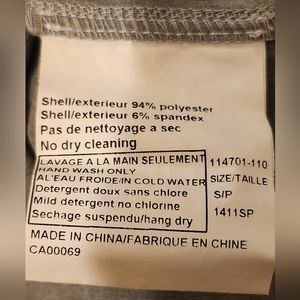 Shell/exterieur 94% polyester
Shell/exterieur 6% spandex
Pas de nettoyage a sec
No dry cleaning
LAVAGE A LA MAIN SEULEMENT 114701-110
HAND WASH ONLY
AL'EAU FROIDE/IN COLD WATER SIZE/TAILLE
Detergent doux sans chlore S/P
Mild detergent no chlorine
Sechage suspendu/hang dry 1411SP
MADE IN CHINA/FABRIQUE EN CHINE
CA00069